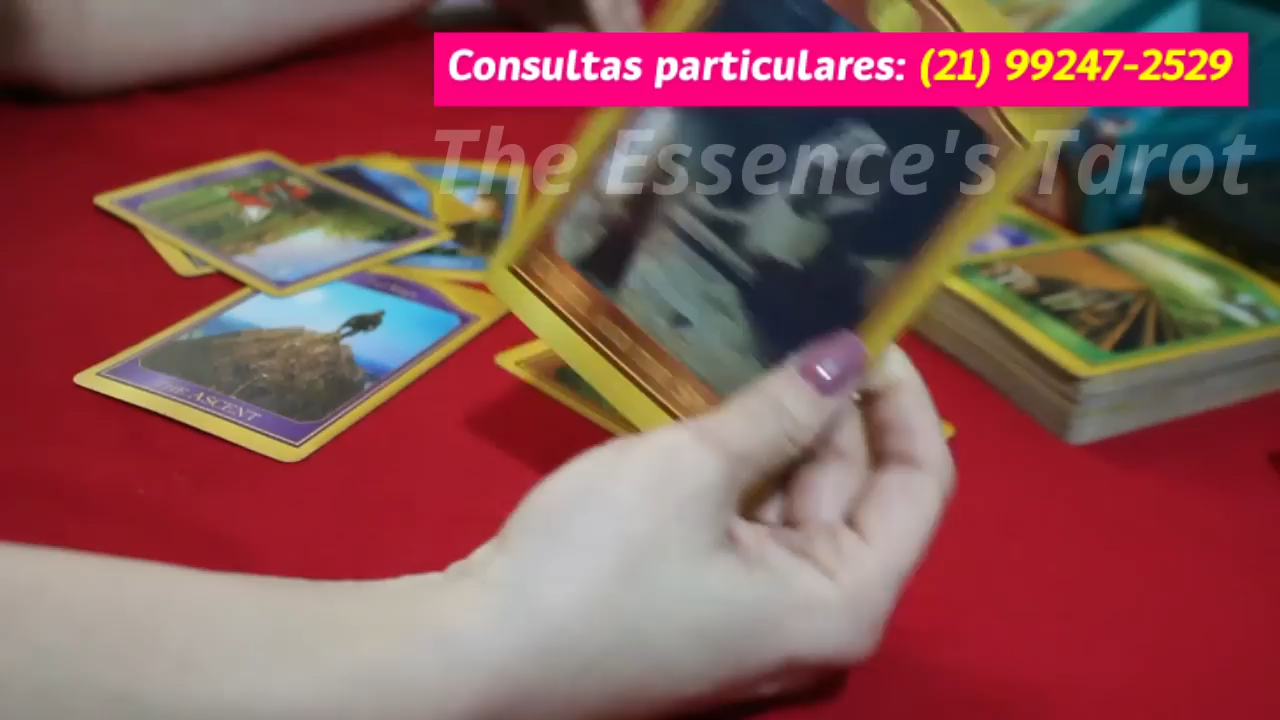 Consultas particulares: (21) 99247-2529
The Essence's Tarot
THE ASCENT